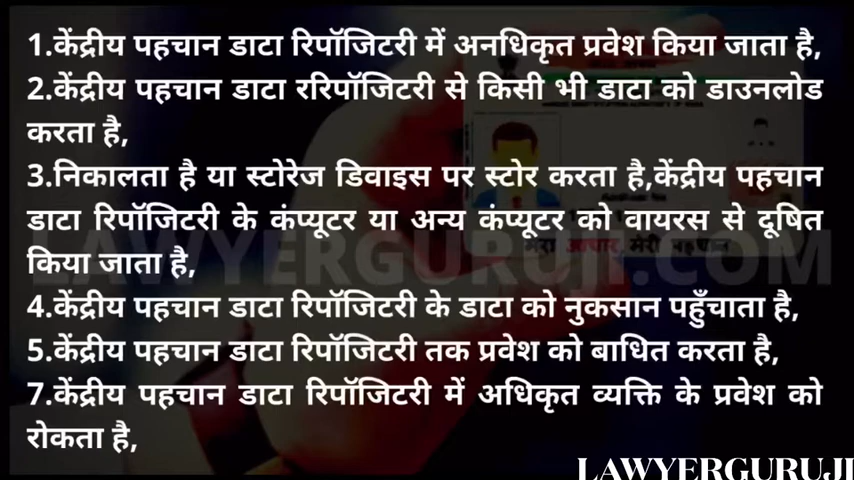 1.केंद्रीय पहचान डाटा रिपॉजिटरी में अनधिकृत प्रवेश किया जाता है,
2.केंद्रीय पहचान डाटा ररिपॉजिटरी से किसी भी डाटा को डाउनलोड
करता है,
3.निकालता है या स्टोरेज डिवाइस पर स्टोर करता है,केंद्रीय पहचान
डाटा रिपॉजिटरी के कंप्यूटर या अन्य कंप्यूटर को वायरस से दूषित
किया जाता है,
LAWYERGURUJI.COM
4.केंद्रीय पहचान डाटा रिपॉजिटरी के डाटा को नुकसान पहुँचाता है,
5.केंद्रीय पहचान डाटा रिपॉजिटरी तक प्रवेश को बाधित करता है,
7.केंद्रीय पहचान डाटा रिपॉजिटरी में अधिकृत व्यक्ति के प्रवेश को
रोकता है,
LAWYERGURUJI